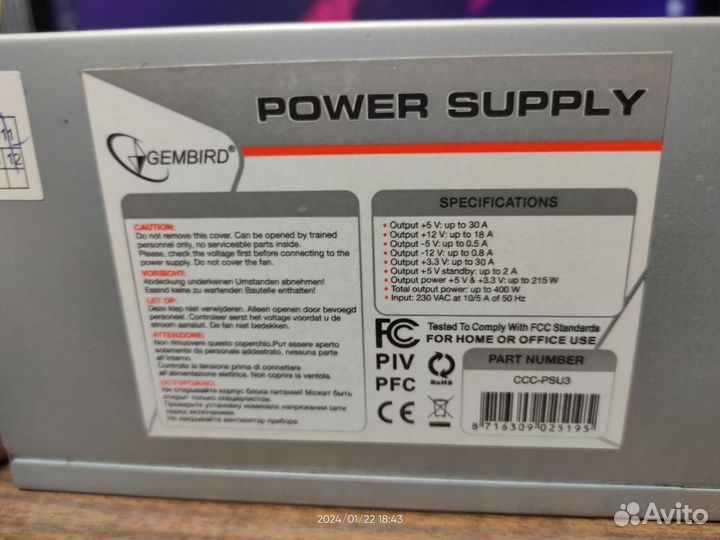 11
12
GEMBIRD®
POWER SUPPLY
CAUTION:
Do not remove this cover. Can be opened by trained
personnel only, no serviceable parts inside.
Please, check the voltage first before connecting to the
power supply. Do not cover the fan.
VORSICHT:
Abdeckung underkeinen Umstanden abnehmen!
Essind keine zu wartenden Bauteile enthalten!
LET OP:
Deze klep niet verwijderen. Alleen openen door bevoegd
personeel. Controleer eerst het voltage voordat u de
stroom aansluit. De fan niet bedekken.
ATTENZIONE:
Non rimuovere questo coperchio.Put essere aperto
solamente da personale addestrato, nessuna parte
all'interno.
Controlla la tensione prima di connettere
all'alimentazione elettrica. Non coprire la ventola.
ОСТОРОЖНО:
Не открывайте корпус блока питания! Может быть
открыт только специалистом.
Проверьте установку номинала напряжения сети
перед включением.
Не накрывайте вентилятор прибора.
SPECIFICATIONS
• Output +5 V: up to 30 A
• Output +12 V: up to 18 A
• Output -5 V: up to 0.5 A
• Output -12 V: up to 0.8 A
• Output +3.3 V: up to 30 A
• Output +5 V standby: up to 2 A
• Output power +5 V & +3.3 V: up to 215 W
• Total output power: up to 400 W
• Input: 230 VAC at 10/5 A of 50 Hz
FC Tested To Comply With FCC Standards
FOR HOME OR OFFICE USE
PIV
PFC
RoHS
CE
PART NUMBER
CCC-PSU3
8 716309 025195
2024/01/22 18:43
Avito